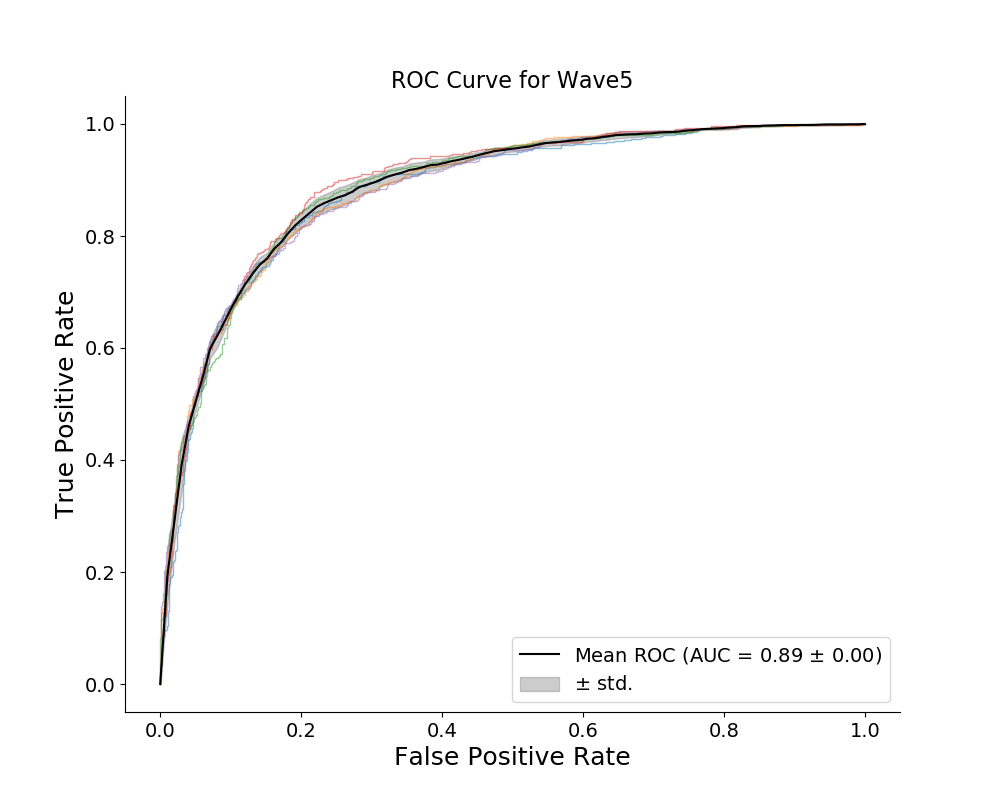 ROC Curve for Wave5
True Positive Rate
1.0
0.8
0.6
0.4
0.2
0.0
Mean ROC (AUC = 0.89 ± 0.00)
± std.
0.0 0.2 0.4 0.6 0.8 1.0
False Positive Rate